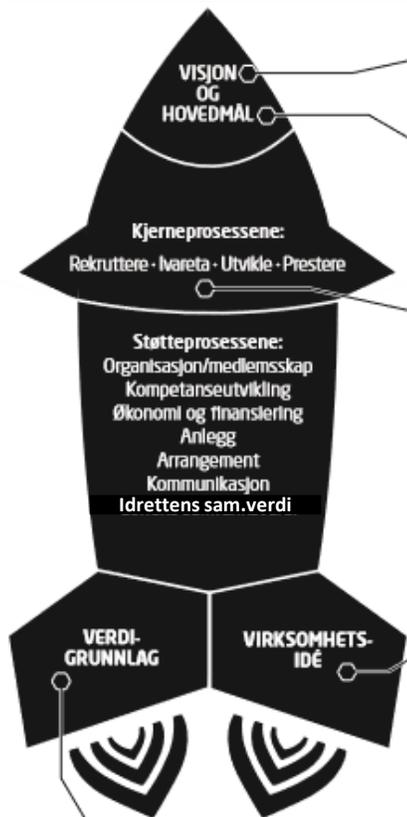 VISJON
OG
HOVEDMÅL
Kjerneprosessene:
Rekruttere · Ivareta · Utvikle · Prestere
Støtteprosessene:
Organisasjon/medlemsskap
Kompetanseutvikling
Økonomi og finansiering
Anlegg
Arrangement
Kommunikasjon
Idrettens sam.verdi
VERDI-
GRUNNLAG
VIRKSOMHETS-
IDÉ